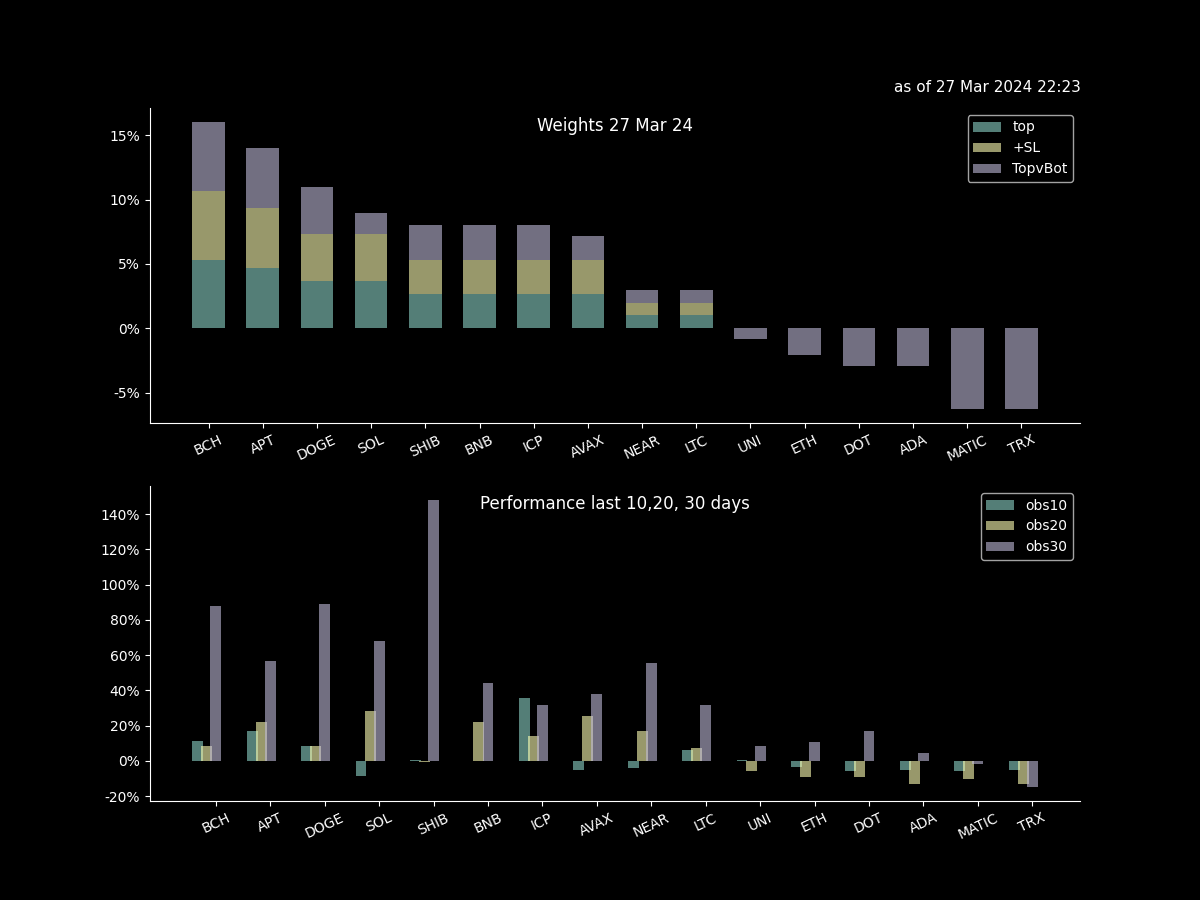 as of 27 Mar 2024 22:23
Weights 27 Mar 24
top
+SL
TopvBot
15%
10%
5%
0%
-5%
BCH APT DOGE SOL SHIB BNB ICP AVAX NEAR LTC UNI ETH DOT ADA MATIC TRX
Performance last 10,20, 30 days
obs10
obs20
obs30
140%
120%
100%
80%
60%
40%
20%
0%
-20%
BCH APT DOGE SOL SHIB BNB ICP AVAX NEAR LTC UNI ETH DOT ADA MATIC TRX